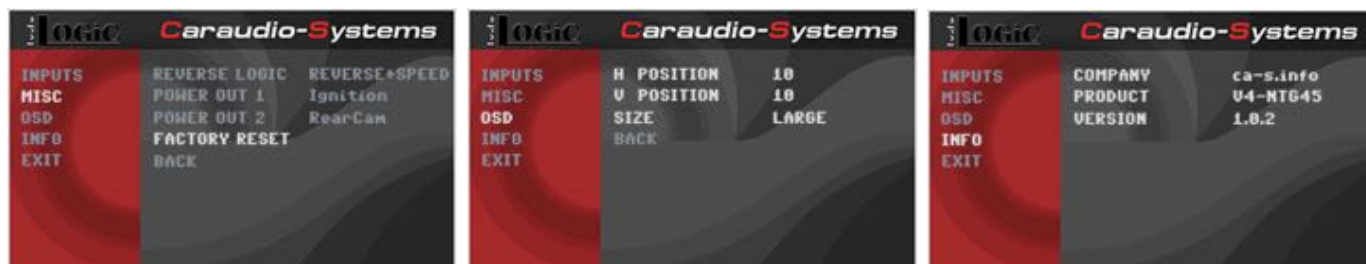 LOGiC Caraudio-Systems
INPUTS
MISC
OSD
INFO
EXIT
REVERSE LOGIC REVERSE+SPEED
POWER OUT 1 Ignition
POWER OUT 2 RearCam
FACTORY RESET
BACK
LOGiC Caraudio-Systems
INPUTS
MISC
OSD
INFO
EXIT
H POSITION 10
V POSITION 10
SIZE LARGE
BACK
LOGiC Caraudio-Systems
INPUTS
MISC
OSD
INFO
EXIT
COMPANY ca-s.info
PRODUCT V4-NTG45
VERSION 1.0.2